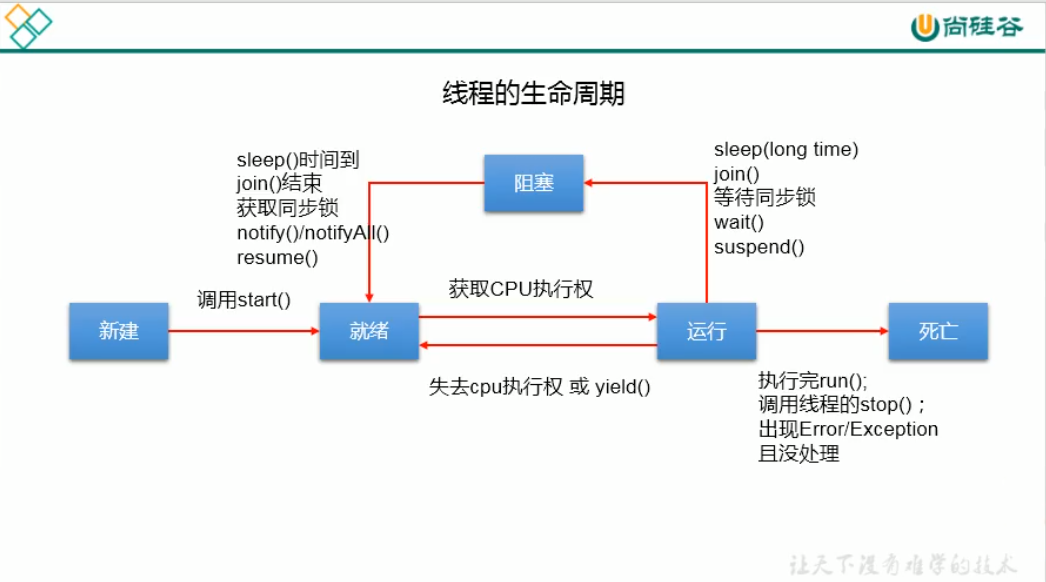 尚硅谷
线程的生命周期
sleep()时间到
join()结束
获取同步锁
notify()/notifyAll()
resume()
阻塞
sleep(long time)
join()
等待同步锁
wait()
suspend()
调用start()
获取CPU执行权
新建
就绪
运行
死亡
失去cpu执行权 或 yield()
执行完run();
调用线程的stop()；
出现Error/Exception
且没处理
让天下没有难学的技术